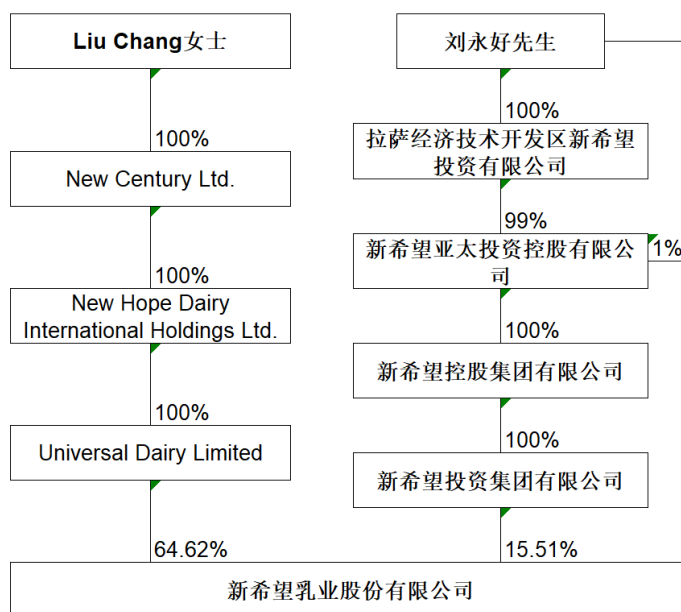 Liu Chang女士
刘永好先生
100%
100%
拉萨经济技术开发区新希望
投资有限公司
New Century Ltd.
99%
新希望亚太投资控股有限公
司
1%
100%
New Hope Dairy
International Holdings Ltd.
100%
新希望控股集团有限公司
100%
100%
Universal Dairy Limited
新希望投资集团有限公司
64.62%
15.51%
新希望乳业股份有限公司